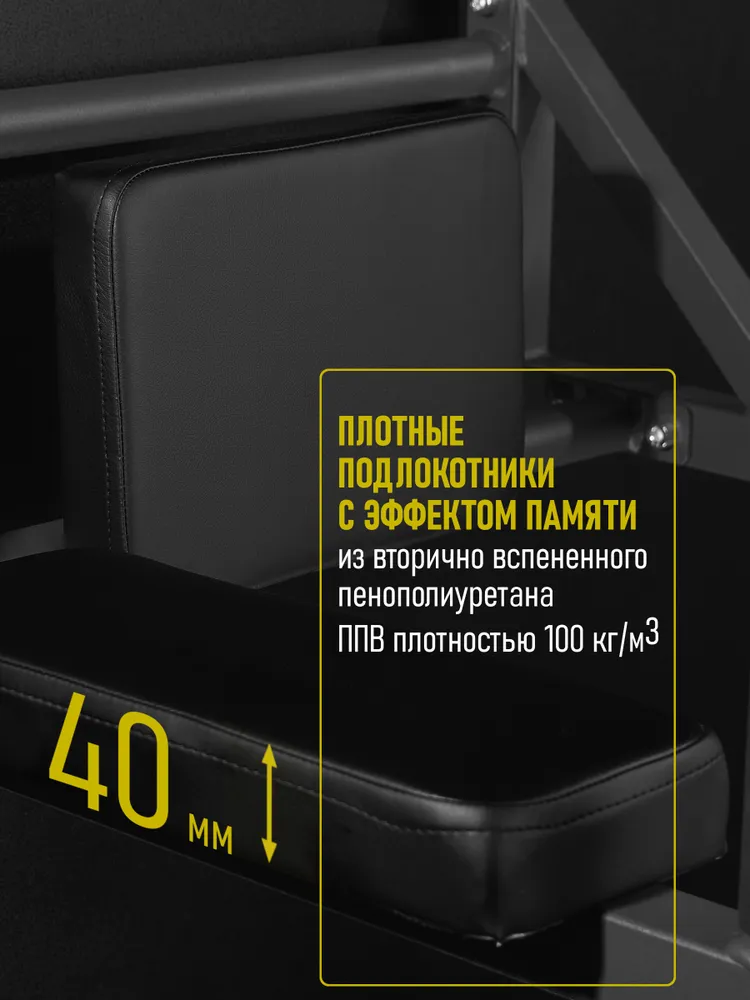 ПЛОТНЫЕ
ПОДЛОКОТНИКИ
С ЭФФЕКТОМ ПАМЯТИ
из вторично вспененного
пенополиуретана
ППВ плотностью 100 кг/м³
40 мм